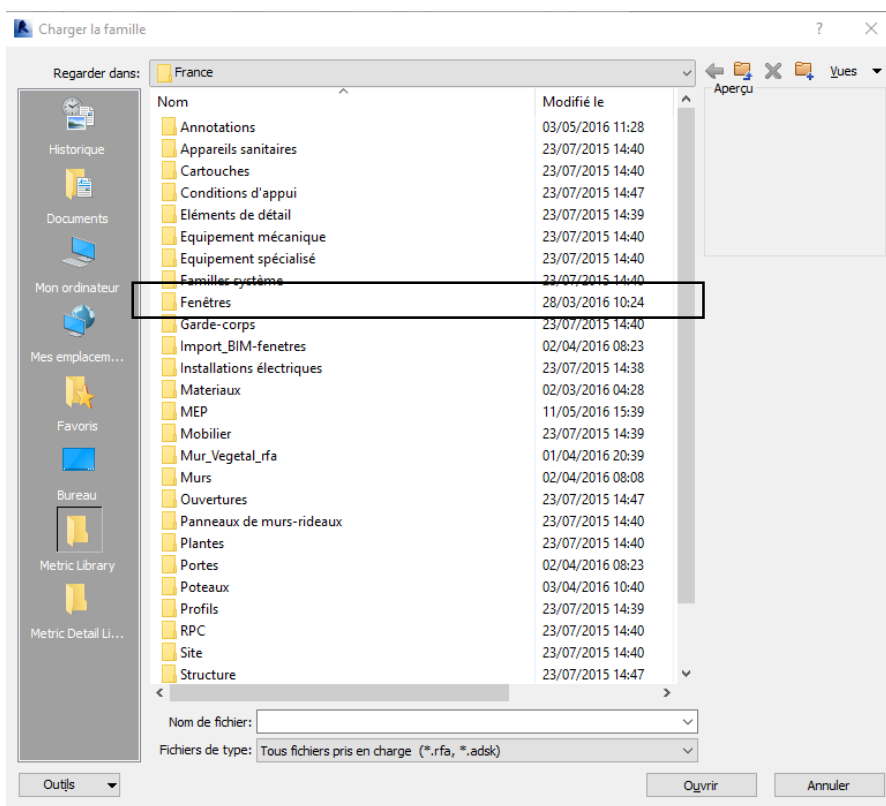 Charger la famille
Regarder dans: France Vues
Aperçu
Nom Modifié le
Annotations 03/05/2016 11:28
Appareils sanitaires 23/07/2015 14:40
Cartouches 23/07/2015 14:40
Conditions d'appui 23/07/2015 14:47
Eléments de détail 23/07/2015 14:39
Equipement mécanique 23/07/2015 14:40
Equipement spécialisé 23/07/2015 14:40
Familles système 23/07/2015 14:40
Fenêtres 28/03/2016 10:24
Garde-corps 23/07/2015 14:40
Import_BIM-fenetres 02/04/2016 08:23
Installations électriques 23/07/2015 14:38
Materiaux 02/03/2016 04:28
MEP 11/05/2016 15:39
Mobilier 23/07/2015 14:39
Mur_Vegetal_rfa 01/04/2016 20:39
Murs 02/04/2016 08:08
Ouvertures 23/07/2015 14:47
Panneaux de murs-rideaux 23/07/2015 14:40
Plantes 23/07/2015 14:40
Portes 02/04/2016 08:23
Poteaux 03/04/2016 10:40
Profils 23/07/2015 14:39
RPC 23/07/2015 14:40
Site 23/07/2015 14:40
Structure 23/07/2015 14:47
Historique
Documents
Mon ordinateur
Mes emplacem...
Favoris
Bureau
Metric Library
Metric Detail Li...
Nom de fichier:
Fichiers de type: Tous fichiers pris en charge (*.rfa, *.adsk)
Outils Ouvrir Annuler